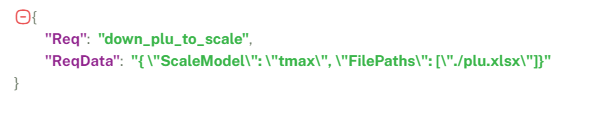 {
"Req": "down_plu_to_scale",
"ReqData": "{ \"ScaleModel\": \"tmax\", \"FilePaths\": [\"./plu.xlsx\"]}"
}